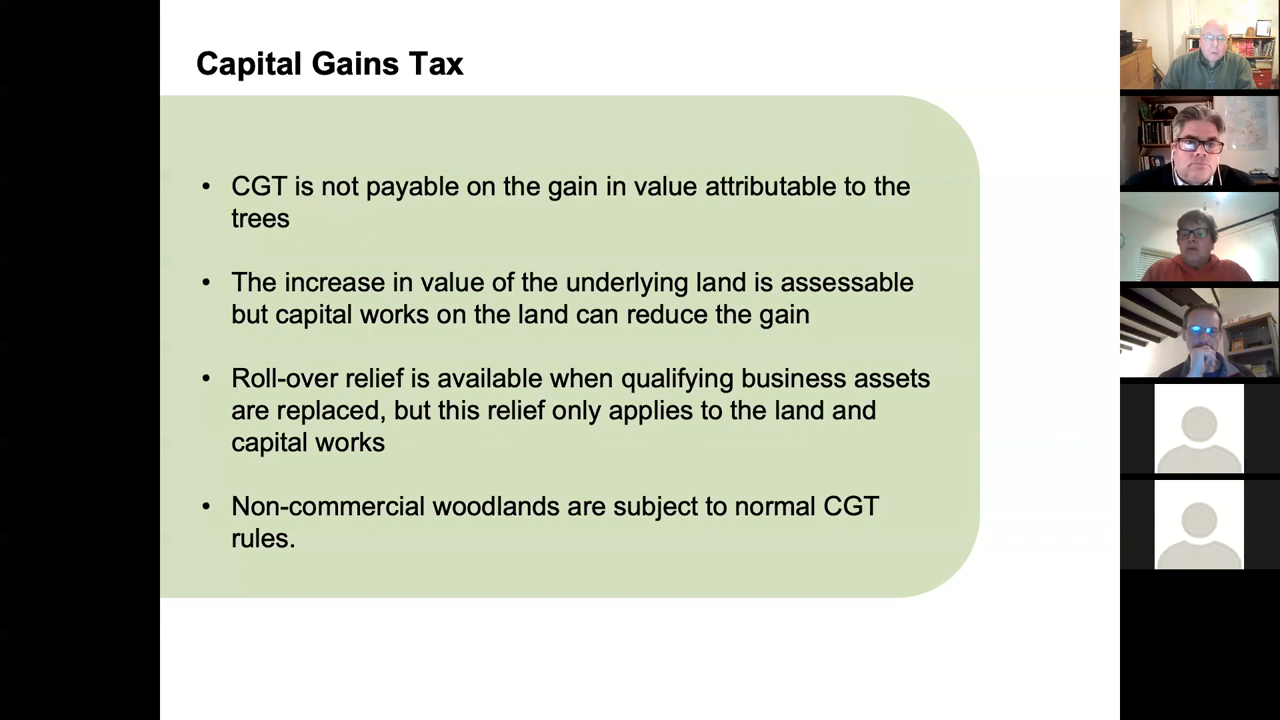 Capital Gains Tax
• CGT is not payable on the gain in value attributable to the
trees
• The increase in value of the underlying land is assessable
but capital works on the land can reduce the gain
• Roll-over relief is available when qualifying business assets
are replaced, but this relief only applies to the land and
capital works
• Non-commercial woodlands are subject to normal CGT
rules.